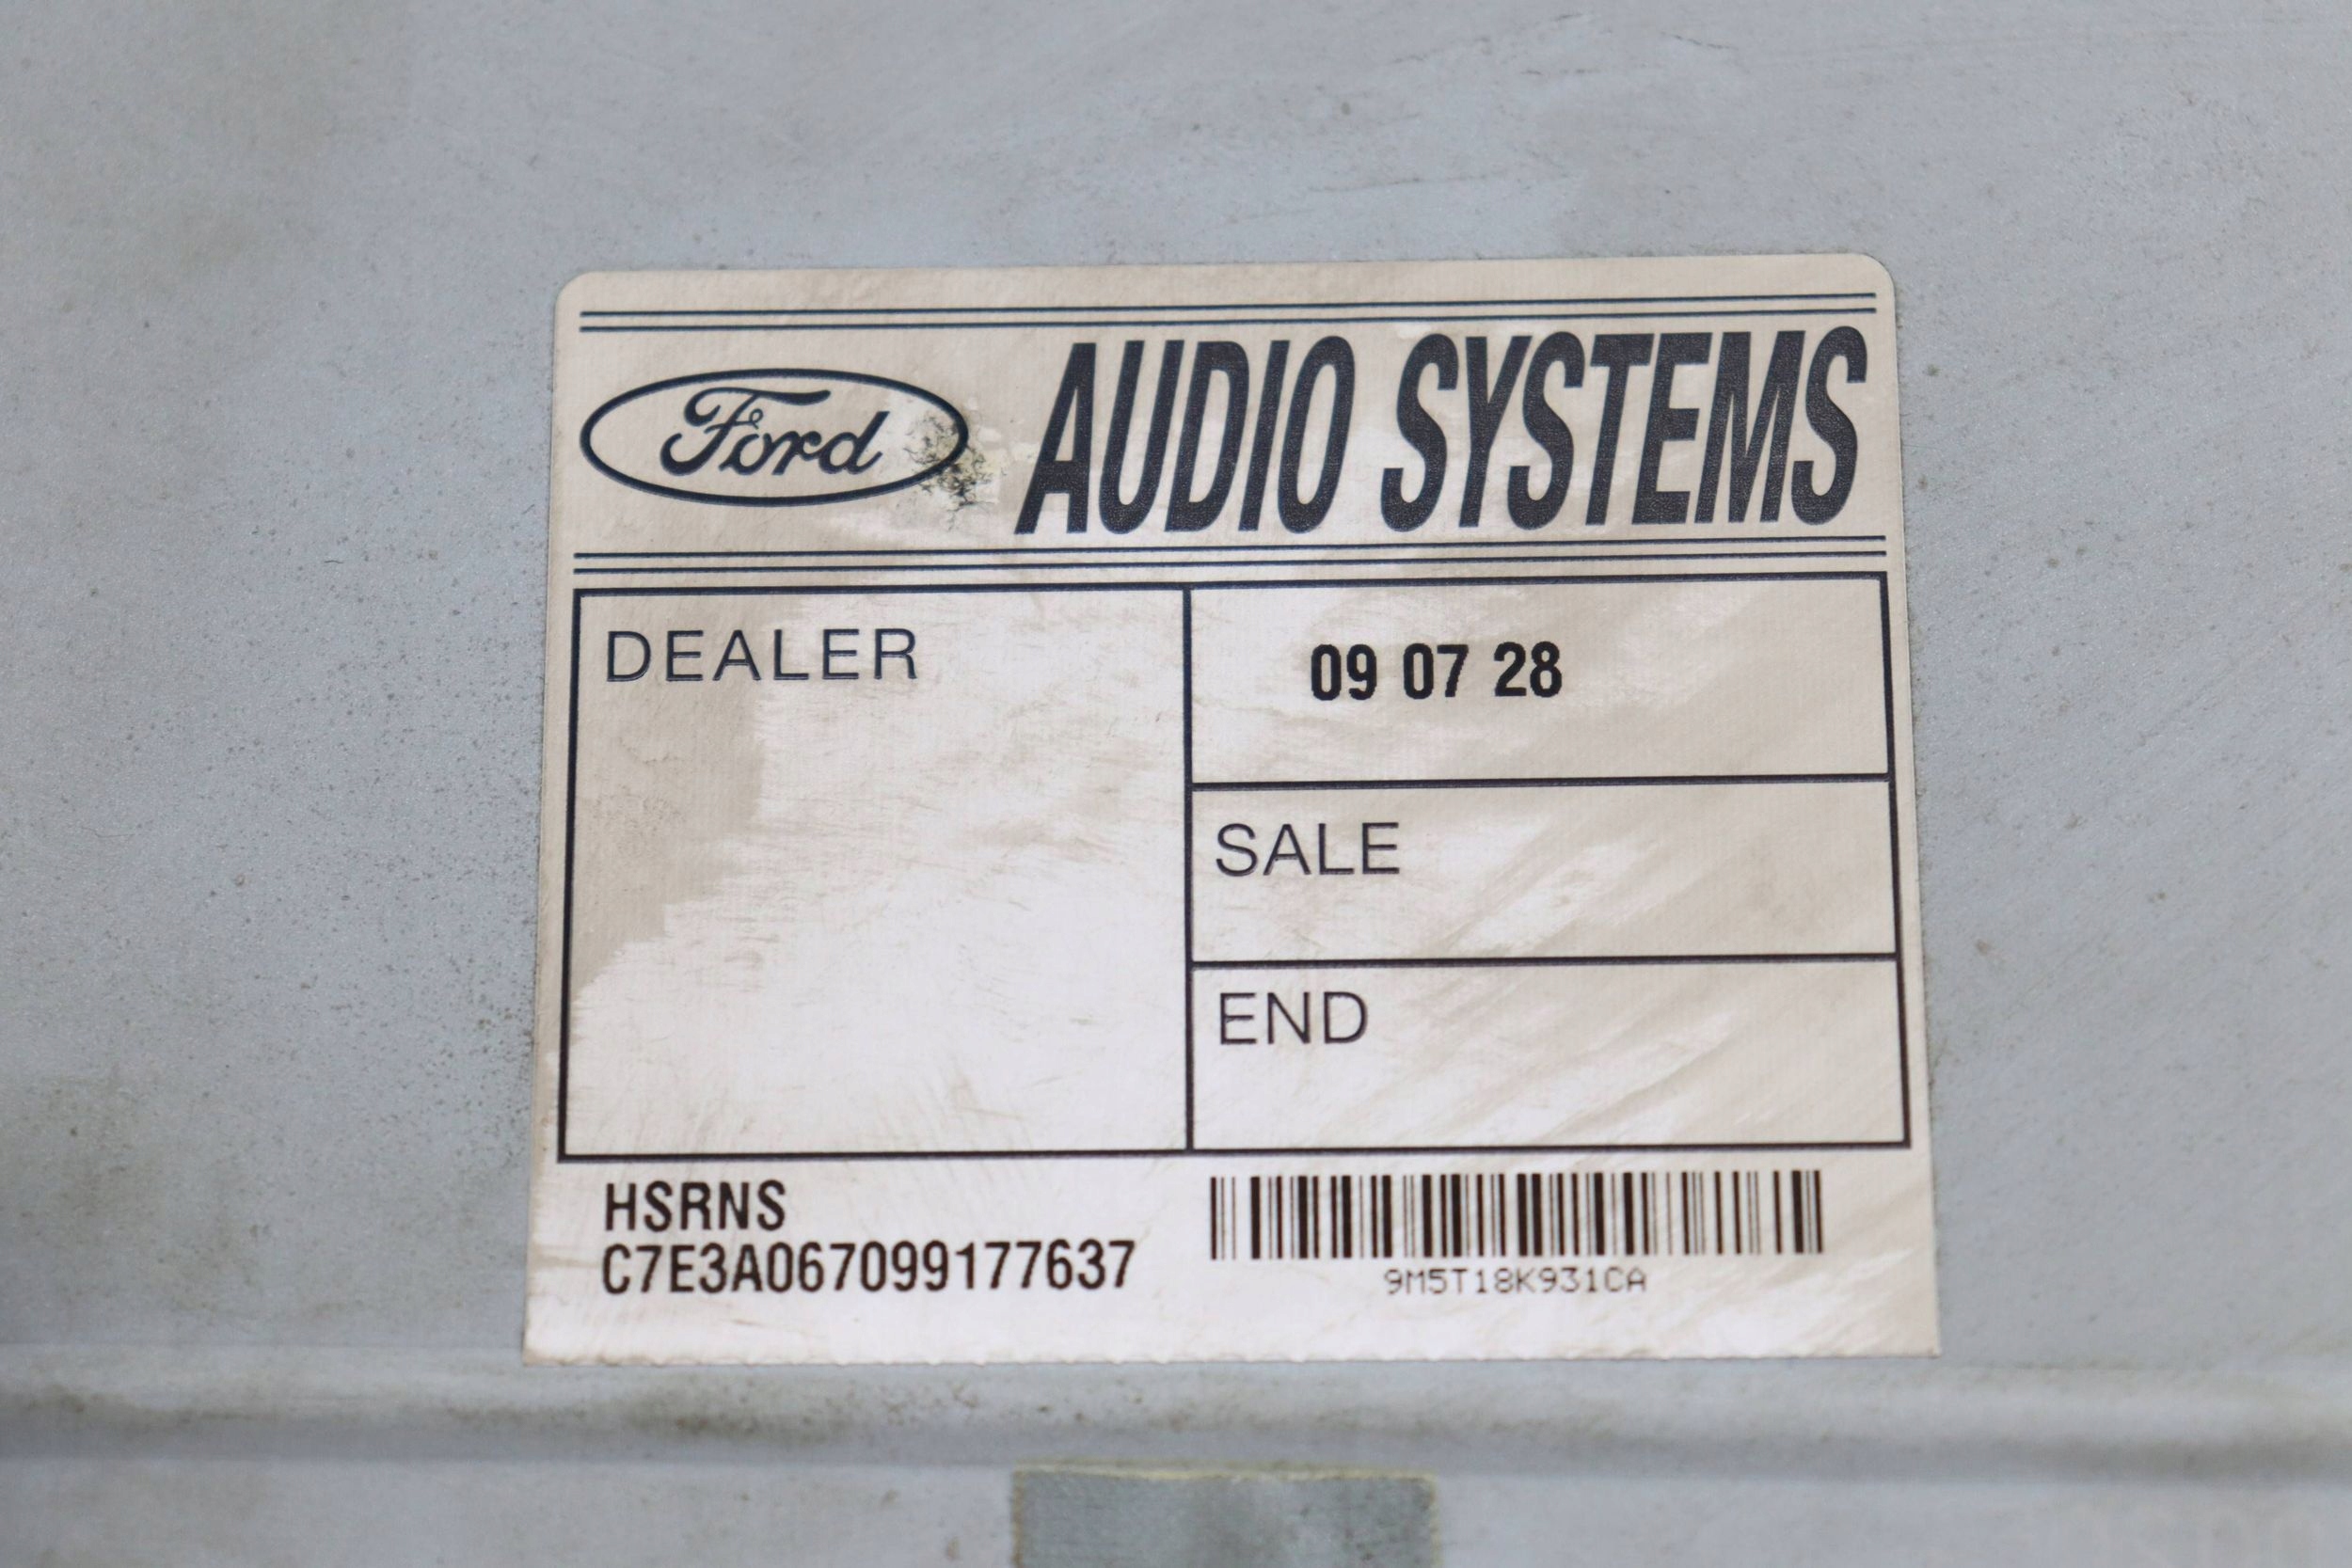 Ford AUDIO SYSTEMS
DEALER
09 07 28
SALE
END
HSRNS
C7E3A067099177637
9M5T18K931CA